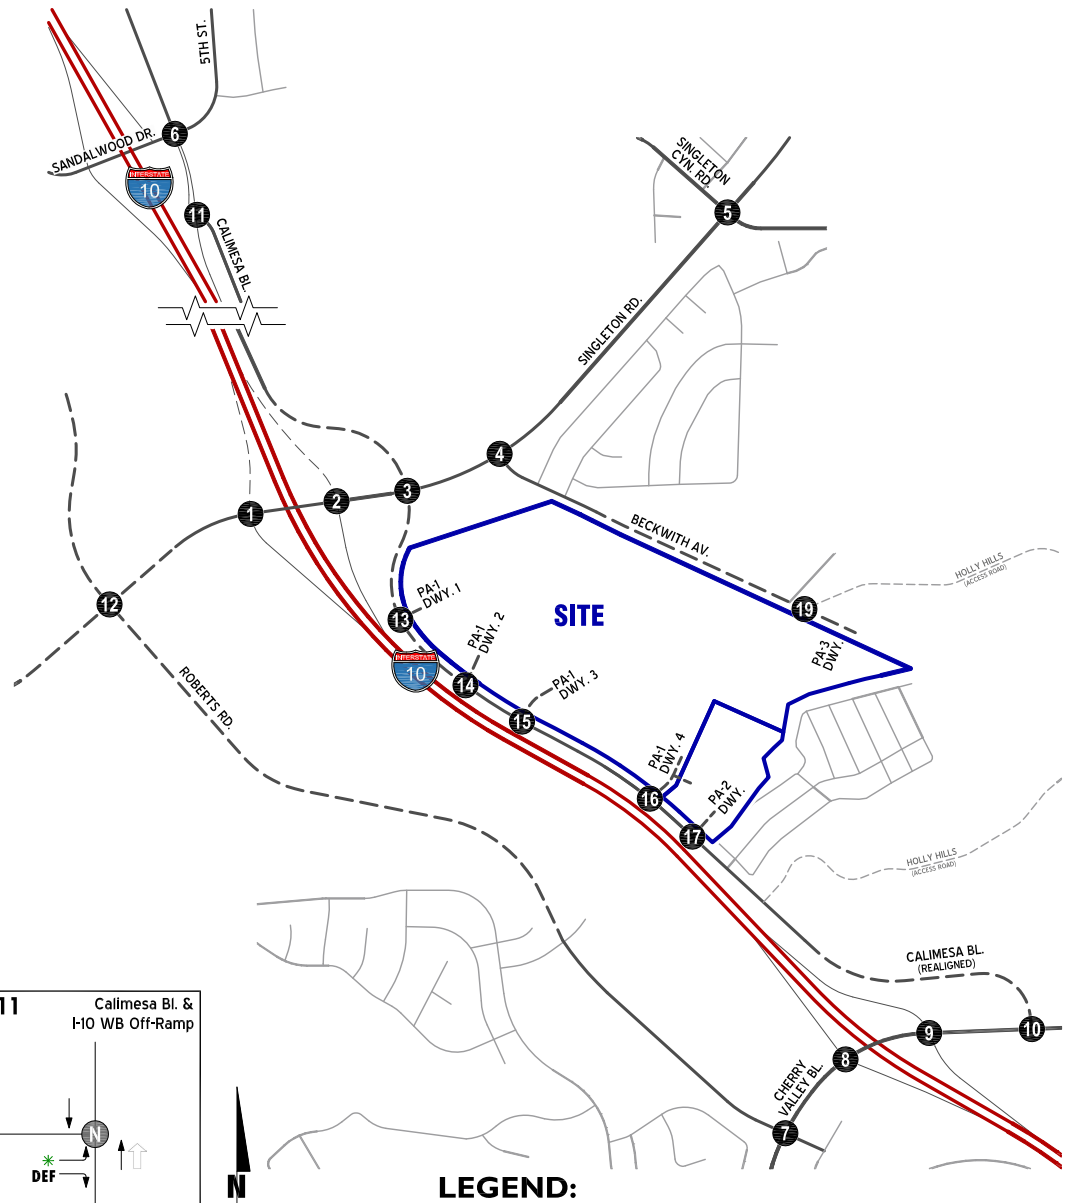 5TH ST.
6
SANDALWOOD DR.
INTERSTATE
10
11
CALIMESA BL.
SINGLETON
CYN. RD.
5
SINGLETON RD.
4
3
2
1
BECKWITH AV.
HOLLY HILLS
(ACCESS ROAD)
12
PA-1
DWY. 1
13
SITE
19
PA-1
DWY. 2
PA-3
DWY.
INTERSTATE
10
14
PA-1
DWY. 3
15
ROBERTS RD.
PA-1
DWY. 4
16
PA-2
DWY.
17
HOLLY HILLS
(ACCESS ROAD)
CALIMESA BL.
(REALIGNED)
9
10
8
CHERRY
VALLEY BL.
7
11
Calimesa Bl. &
I-10 WB Off-Ramp
N
DEF
N
LEGEND: